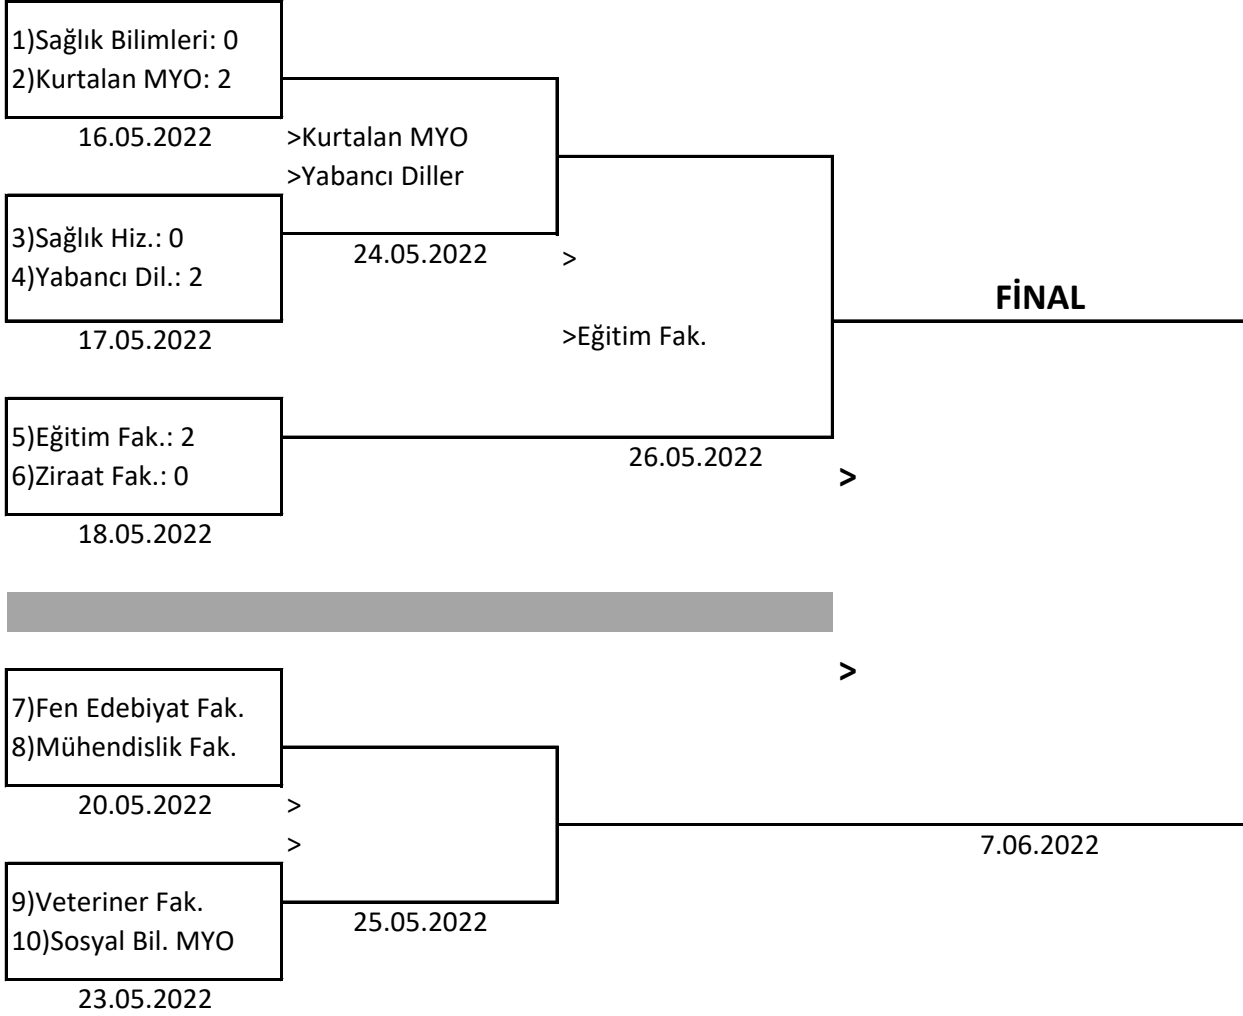 1)Sağlık Bilimleri: 0
2)Kurtalan MYO: 2
16.05.2022
>Kurtalan MYO
>Yabancı Diller
3)Sağlık Hiz.: 0
4)Yabancı Dil.: 2
24.05.2022
>
FİNAL
17.05.2022
>Eğitim Fak.
5)Eğitim Fak.: 2
6)Ziraat Fak.: 0
26.05.2022
>
18.05.2022
>
7)Fen Edebiyat Fak.
8)Mühendislik Fak.
20.05.2022
>
>
7.06.2022
9)Veteriner Fak.
10)Sosyal Bil. MYO
25.05.2022
23.05.2022